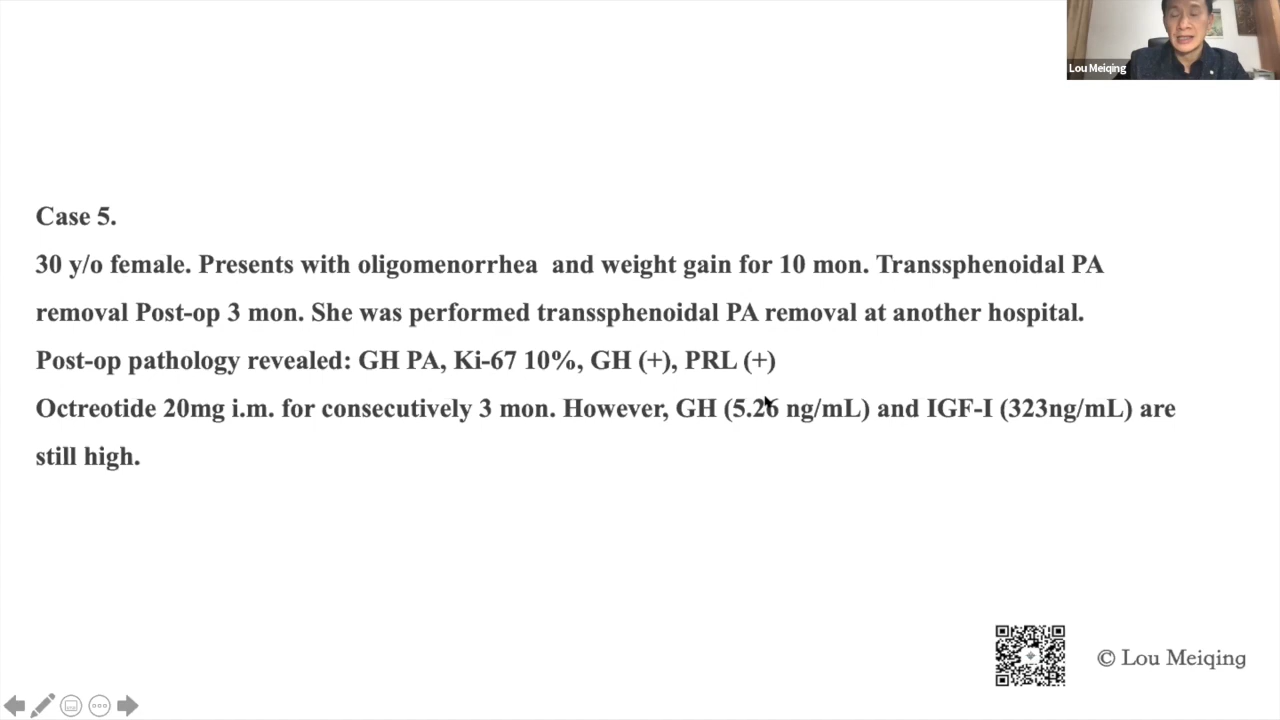 Lou Meiqing
Case 5.
30 y/o female. Presents with oligomenorrhea  and weight gain for 10 mon. Transsphenoidal PA
removal Post-op 3 mon. She was performed transsphenoidal PA removal at another hospital.
Post-op pathology revealed: GH PA, Ki-67 10%, GH (+), PRL (+)
Octreotide 20mg i.m. for consecutively 3 mon. However, GH (5.26 ng/mL) and IGF-I (323ng/mL) are
still high.
© Lou Meiqing